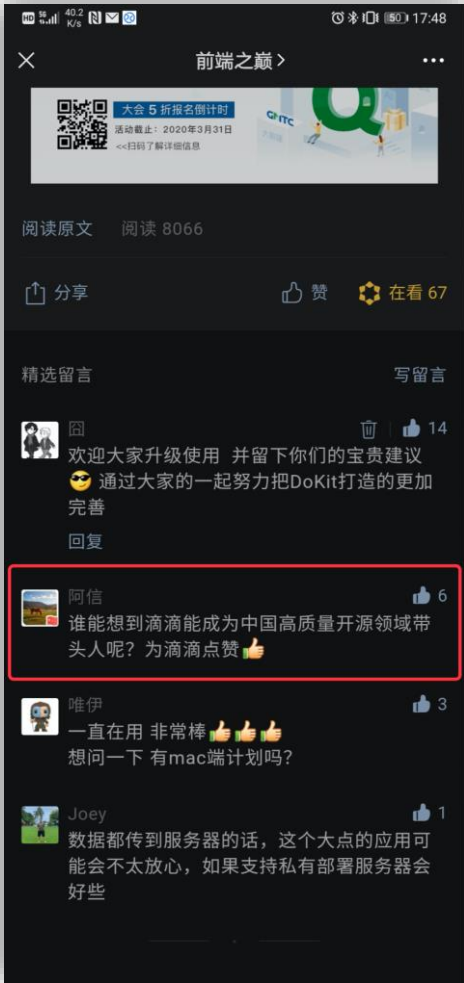 HD 5G 40.2 K/s 50 17:48
前端之巅
大会 5 折报名倒计时
活动截止：2020年3月31日
<<扫码了解详细信息
GMTC
阅读原文 阅读 8066
分享 赞 在看 67
精选留言 写留言
囧 14
欢迎大家升级使用 并留下你们的宝贵建议
😎 通过大家的一起努力把DoKit打造的更加
完善
回复
阿信 6
谁能想到滴滴能成为中国高质量开源领域带
头人呢？为滴滴点赞👍
唯伊 3
一直在用 非常棒👍👍👍
想问一下 有mac端计划吗？
Joey 1
数据都传到服务器的话，这个大点的应用可
能会不太放心，如果支持私有部署服务器会
好些